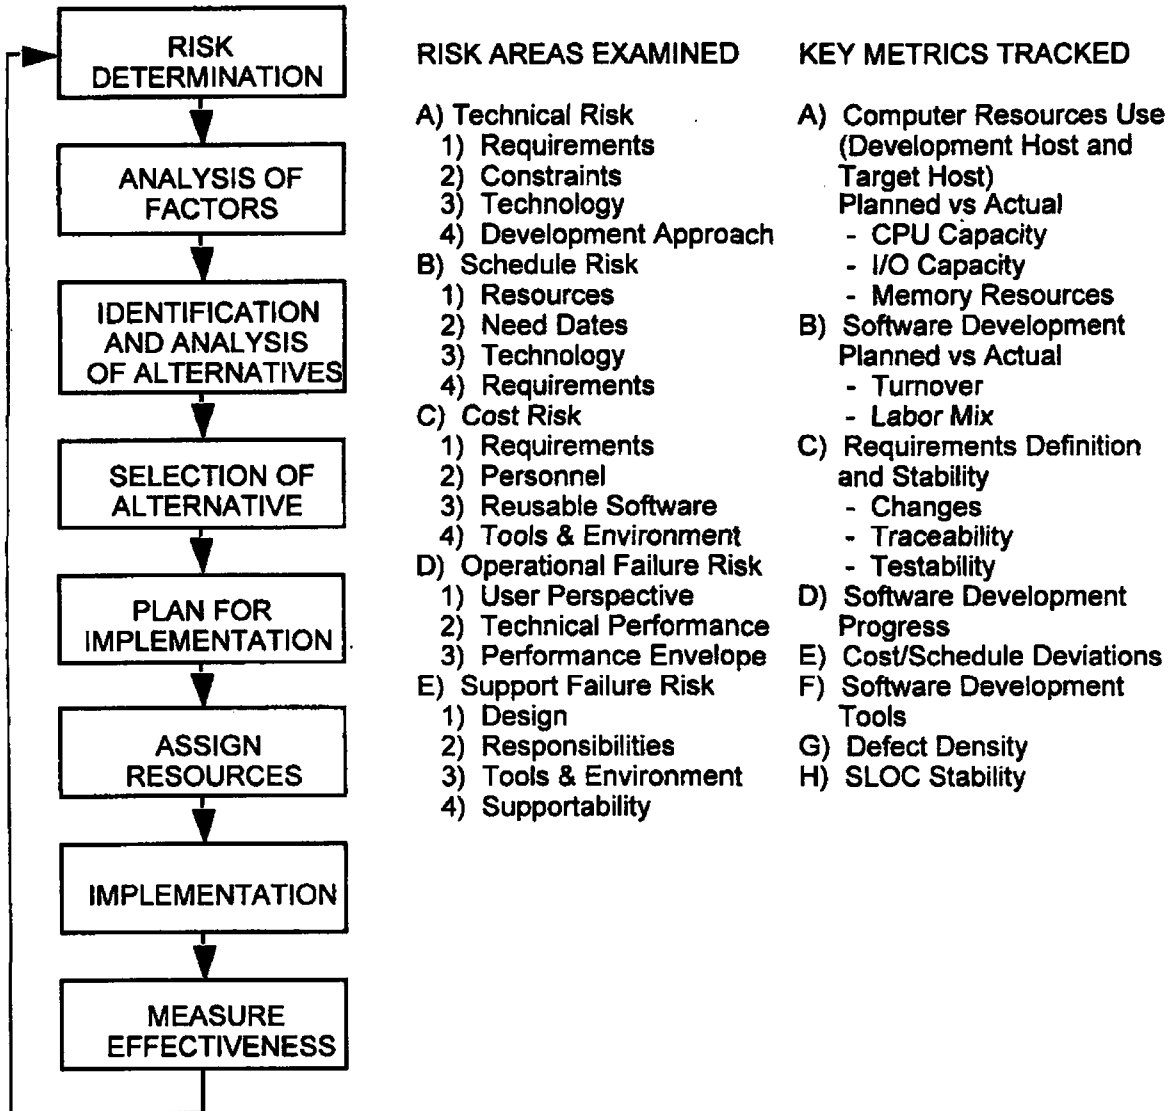 RISK
DETERMINATION
ANALYSIS OF
FACTORS
IDENTIFICATION
AND ANALYSIS
OF ALTERNATIVES
SELECTION OF
ALTERNATIVE
PLAN FOR
IMPLEMENTATION
ASSIGN
RESOURCES
IMPLEMENTATION
MEASURE
EFFECTIVENESS
RISK AREAS EXAMINED
A) Technical Risk
1) Requirements
2) Constraints
3) Technology
4) Development Approach
B) Schedule Risk
1) Resources
2) Need Dates
3) Technology
4) Requirements
C) Cost Risk
1) Requirements
2) Personnel
3) Reusable Software
4) Tools & Environment
D) Operational Failure Risk
1) User Perspective
2) Technical Performance
3) Performance Envelope
E) Support Failure Risk
1) Design
2) Responsibilities
3) Tools & Environment
4) Supportability
KEY METRICS TRACKED
A) Computer Resources Use
(Development Host and
Target Host)
Planned vs Actual
- CPU Capacity
- I/O Capacity
- Memory Resources
B) Software Development
Planned vs Actual
- Turnover
- Labor Mix
C) Requirements Definition
and Stability
- Changes
- Traceability
- Testability
D) Software Development
Progress
E) Cost/Schedule Deviations
F) Software Development
Tools
G) Defect Density
H) SLOC Stability